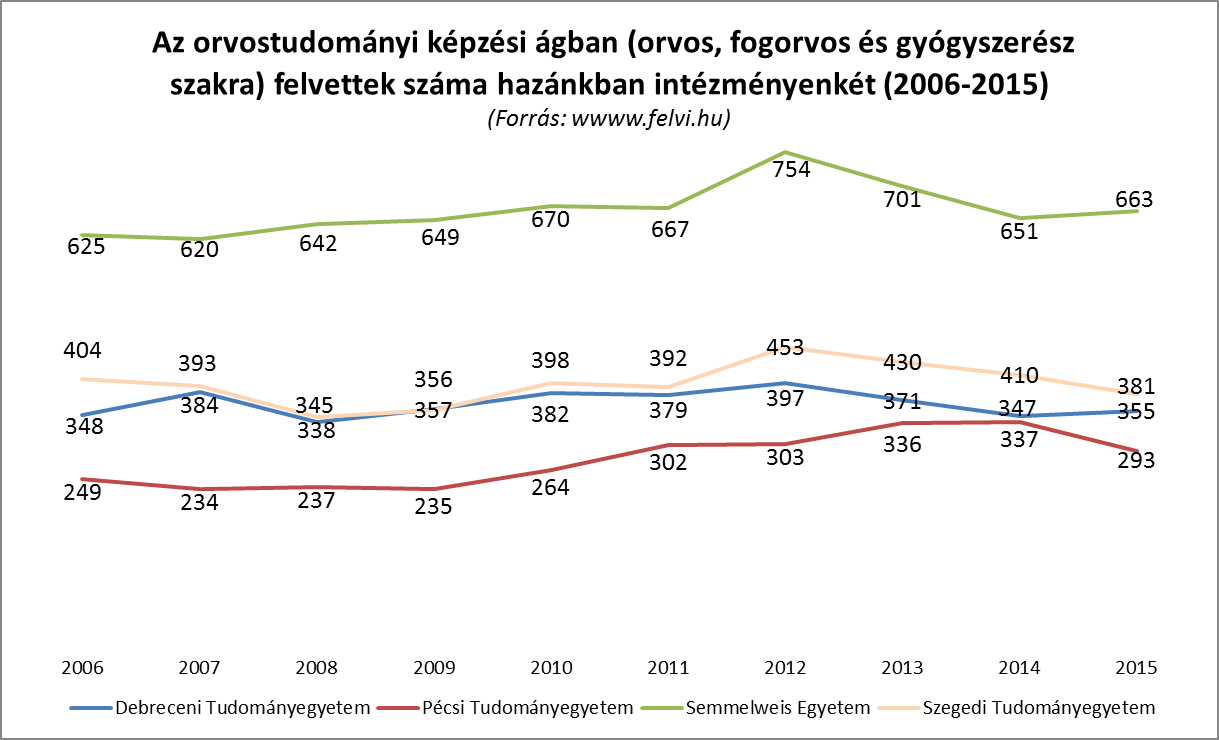 Az orvostudományi képzési ágban (orvos, fogorvos és gyógyszerész
szakra) felvettek száma hazánkban intézményenkét (2006-2015)
(Forrás: wwww.felvi.hu)
625 620 642 649 670 667 754 701 651 663
404 393 345 356 398 392 453 430 410 381
348 384 338 357 382 379 397 371 347 355
249 234 237 235 264 302 303 336 337 293
2006 2007 2008 2009 2010 2011 2012 2013 2014 2015
Debreceni Tudományegyetem Pécsi Tudományegyetem Semmelweis Egyetem Szegedi Tudományegyetem